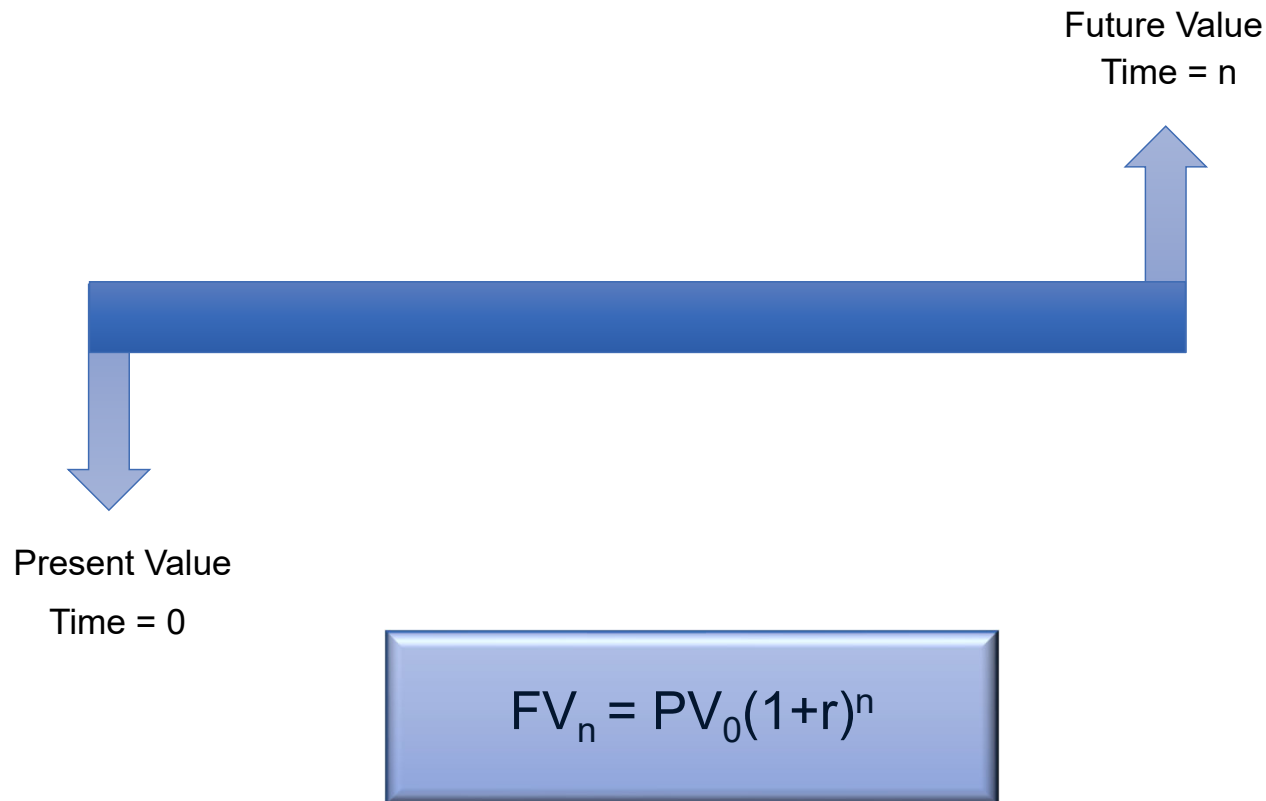 Future Value
Time = n
Present Value
Time = 0
FVₙ = PV₀(1+r)ⁿ